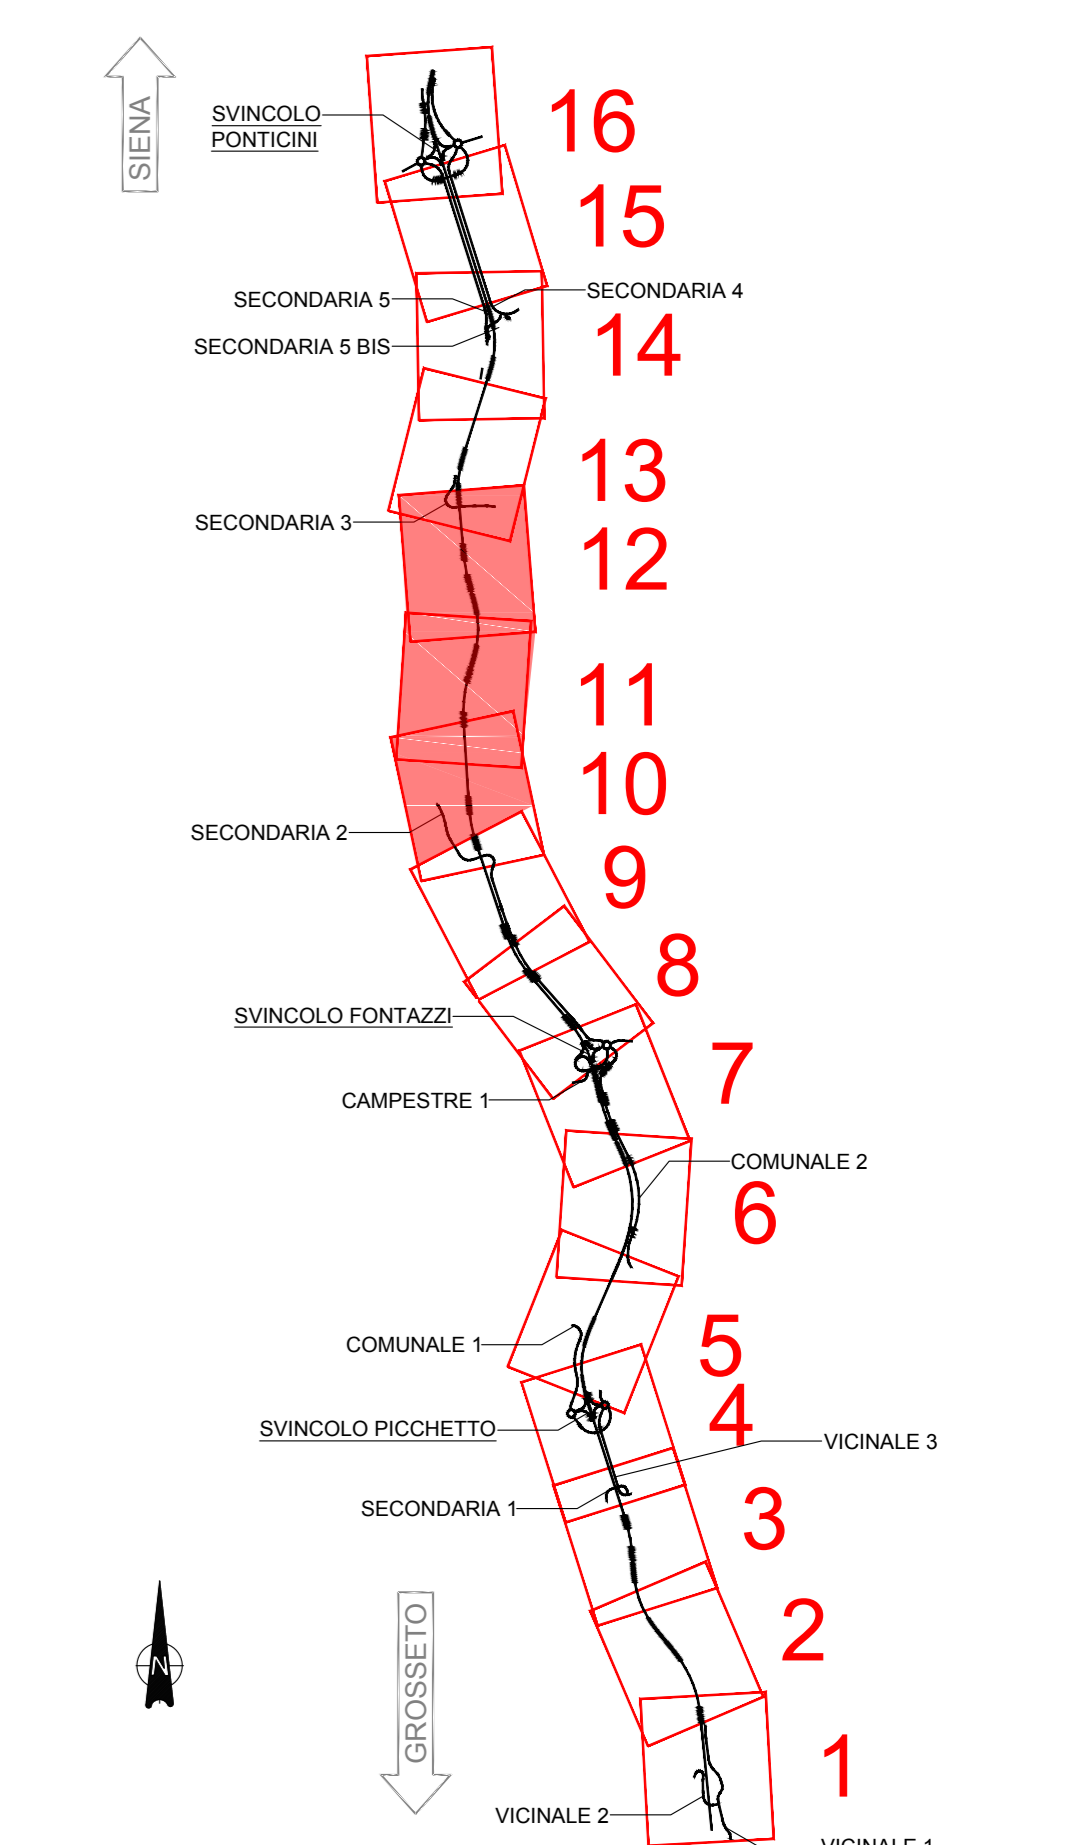 SIENA
SVINCOLO
PONTICINI
16
15
SECONDARIA 5
SECONDARIA 4
SECONDARIA 5 BIS
14
13
SECONDARIA 3
12
11
10
SECONDARIA 2
9
8
SVINCOLO FONTAZZI
7
CAMPESTRE 1
COMUNALE 2
6
COMUNALE 1
5
4
SVINCOLO PICCHETTO
VICINALE 3
SECONDARIA 1
3
2
N
GROSSETO
1
VICINALE 2
VICINALE 1